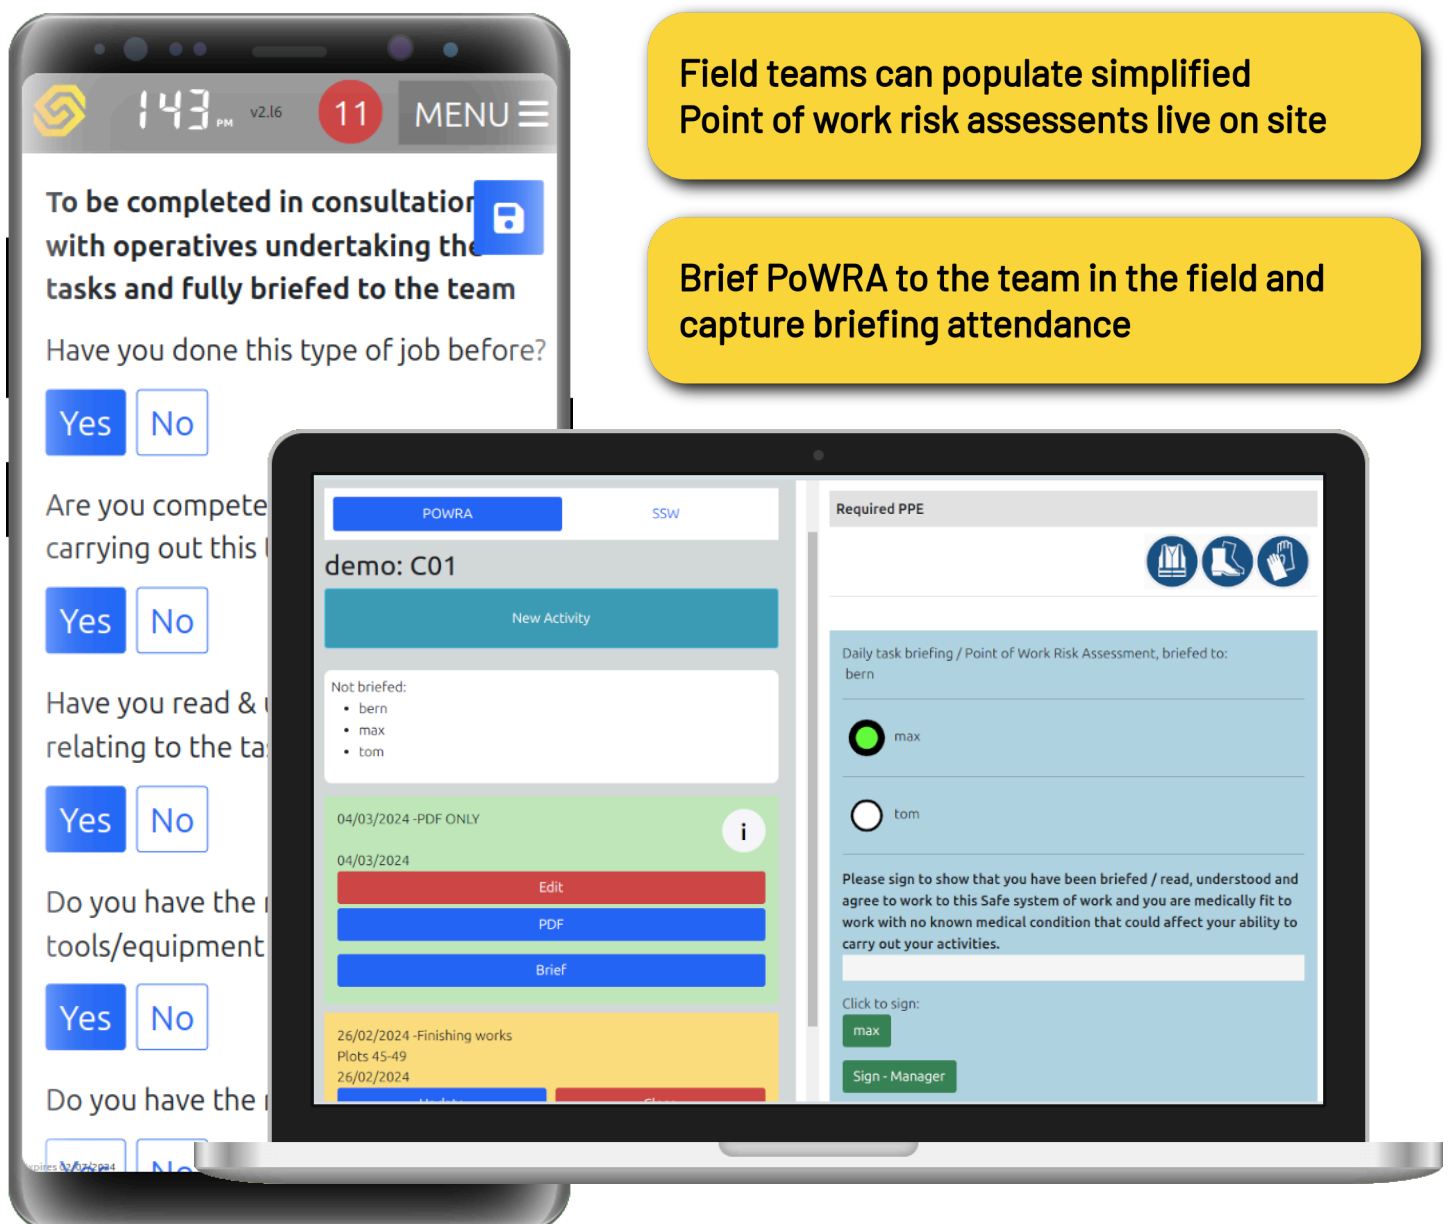 143 PM v2.l6 11 MENU
To be completed in consultation
with operatives undertaking the
tasks and fully briefed to the team
Have you done this type of job before?
Yes No
Are you compete
carrying out this
Yes No
Have you read &
relating to the ta
Yes No
Do you have the
tools/equipment
Yes No
Do you have the
Yes No
Field teams can populate simplified
Point of work risk assessents live on site
Brief PoWRA to the team in the field and
capture briefing attendance
POWRA SSW
demo: C01
New Activity
Not briefed:
• bern
• max
• tom
04/03/2024 -PDF ONLY
i
04/03/2024
Edit
PDF
Brief
26/02/2024 -Finishing works
Plots 45-49
26/02/2024
Required PPE
Daily task briefing / Point of Work Risk Assessment, briefed to:
bern
max
tom
Please sign to show that you have been briefed / read, understood and
agree to work to this Safe system of work and you are medically fit to
work with no known medical condition that could affect your ability to
carry out your activities.
Click to sign:
max
Sign - Manager